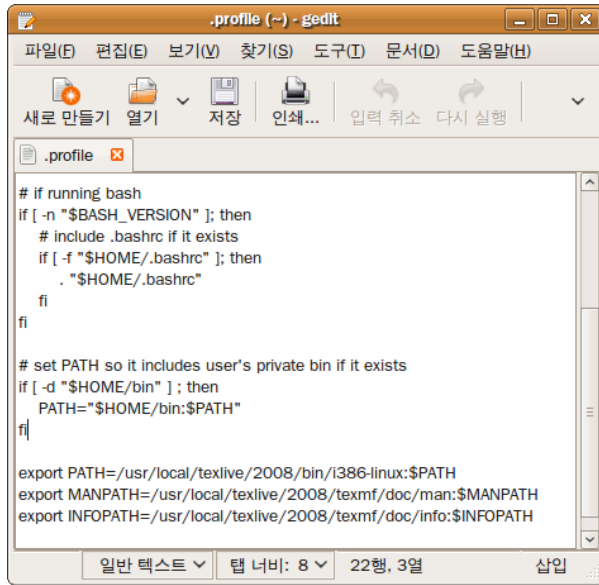 .profile (~) - gedit
파일(F) 편집(E) 보기(V) 찾기(S) 도구(T) 문서(D) 도움말(H)
새로 만들기 열기 저장 인쇄... 입력 취소 다시 실행
.profile
# if running bash
if [ -n "$BASH_VERSION" ]; then
    # include .bashrc if it exists
    if [ -f "$HOME/.bashrc" ]; then
        . "$HOME/.bashrc"
    fi
fi

# set PATH so it includes user's private bin if it exists
if [ -d "$HOME/bin" ] ; then
    PATH="$HOME/bin:$PATH"
fi

export PATH=/usr/local/texlive/2008/bin/i386-linux:$PATH
export MANPATH=/usr/local/texlive/2008/texmf/doc/man:$MANPATH
export INFOPATH=/usr/local/texlive/2008/texmf/doc/info:$INFOPATH
일반 텍스트 탭 너비: 8 22행, 3열 삽입